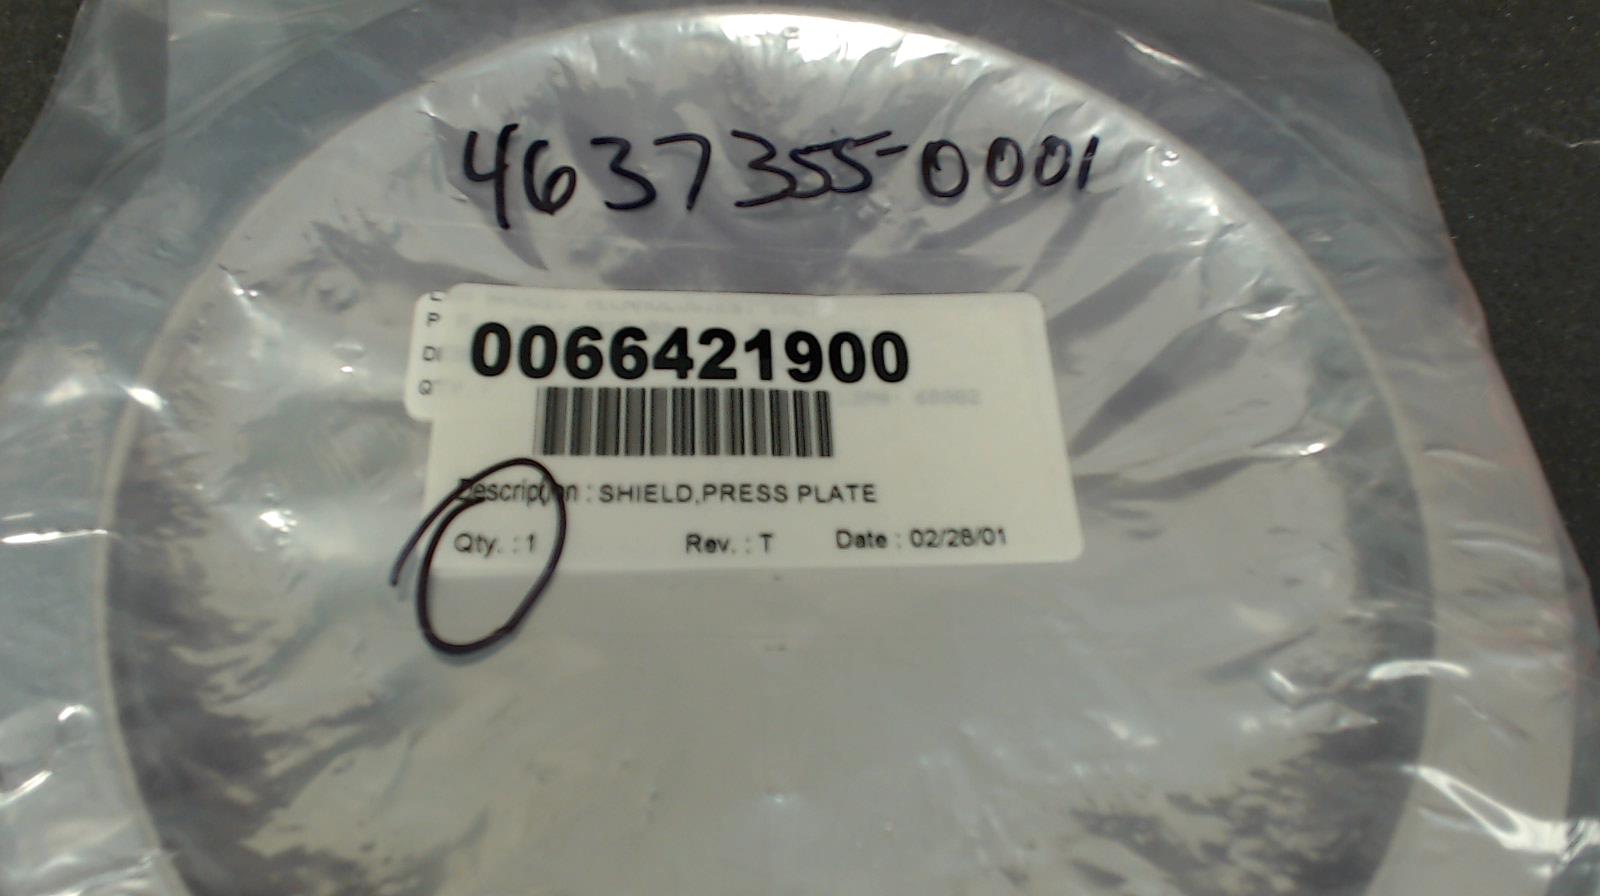 4637355-0001
0066421900
Description : SHIELD,PRESS PLATE
Qty. : 1 Rev. : T Date : 02/28/01